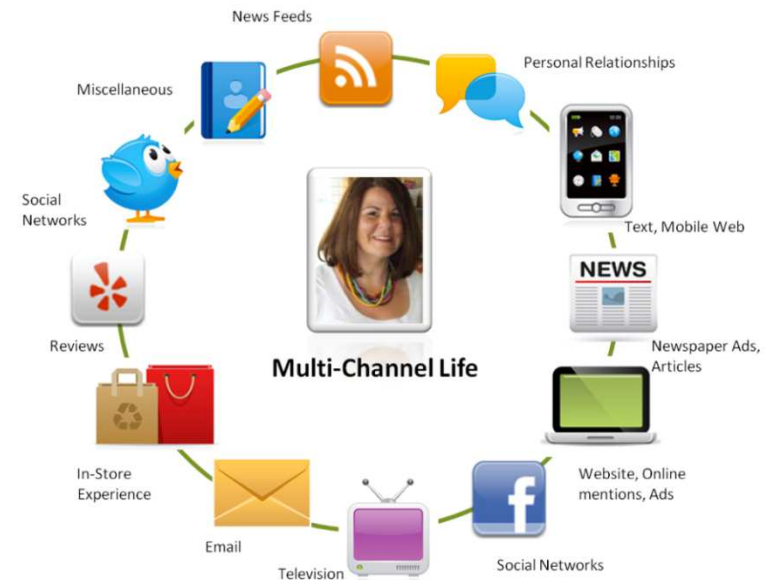 News Feeds
Personal Relationships
Miscellaneous
Social
Networks
Text, Mobile Web
NEWS
Reviews
Newspaper Ads,
Articles
Multi-Channel Life
In-Store
Experience
Website, Online
mentions, Ads
f
Email
Television
Social Networks